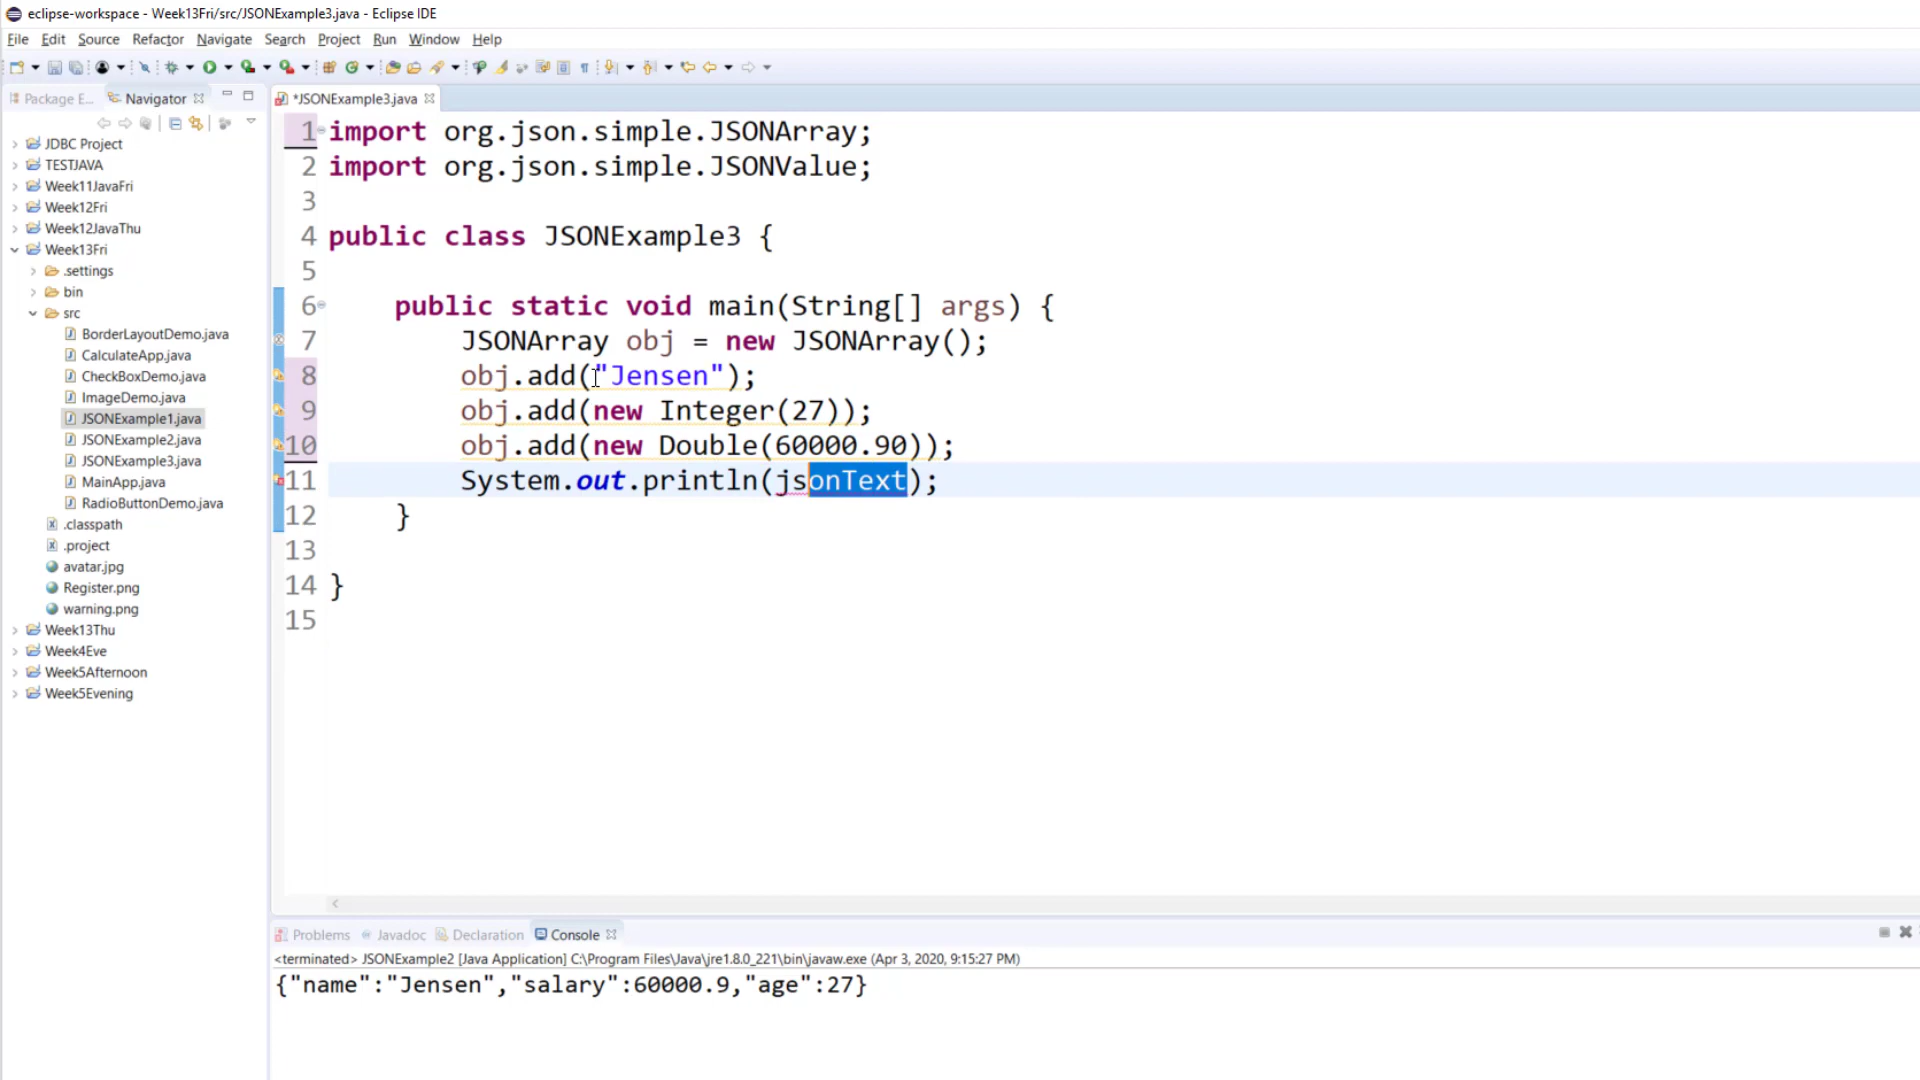 eclipse-workspace - Week13Fri/src/JSONExample3.java - Eclipse IDE
File Edit Source Refactor Navigate Search Project Run Window Help
Package E... Navigator
JDBC Project
TESTJAVA
Week11JavaFri
Week12Fri
Week12JavaThu
Week13Fri
.settings
bin
src
BorderLayoutDemo.java
CalculateApp.java
CheckBoxDemo.java
ImageDemo.java
JSONExample1.java
JSONExample2.java
JSONExample3.java
MainApp.java
RadioButtonDemo.java
.classpath
.project
avatar.jpg
Register.png
warning.png
Week13Thu
Week4Eve
Week5Afternoon
Week5Evening
*JSONExample3.java
1 import org.json.simple.JSONArray;
2 import org.json.simple.JSONValue;
3
4 public class JSONExample3 {
5
6 public static void main(String[] args) {
7 JSONArray obj = new JSONArray();
8 obj.add("Jensen");
9 obj.add(new Integer(27));
10 obj.add(new Double(60000.90));
11 System.out.println(jsonText);
12 }
13
14 }
15
Problems Javadoc Declaration Console
<terminated> JSONExample2 [Java Application] C:\Program Files\Java\jre1.8.0_221\bin\javaw.exe (Apr 3, 2020, 9:15:27 PM)
{"name":"Jensen","salary":60000.9,"age":27}